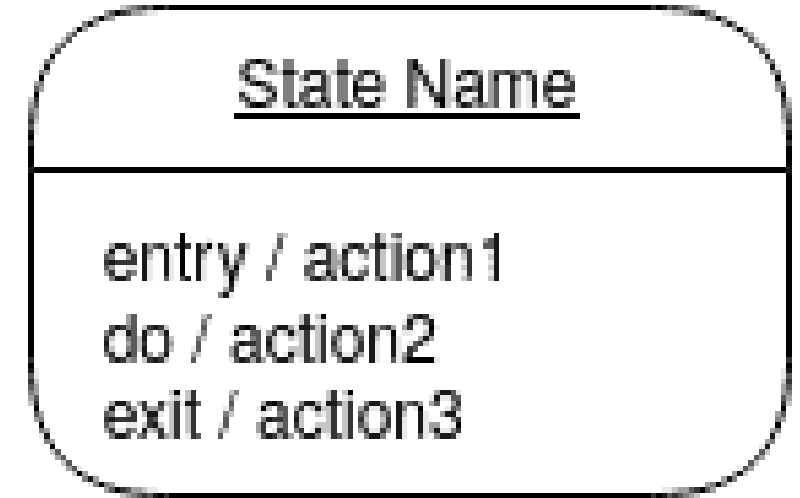 State Name
entry / action1
do / action2
exit / action3